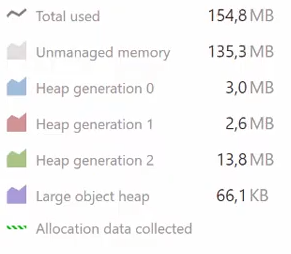 Total used 154,8 MB
Unmanaged memory 135,3 MB
Heap generation 0 3,0 MB
Heap generation 1 2,6 MB
Heap generation 2 13,8 MB
Large object heap 66,1 KB
Allocation data collected